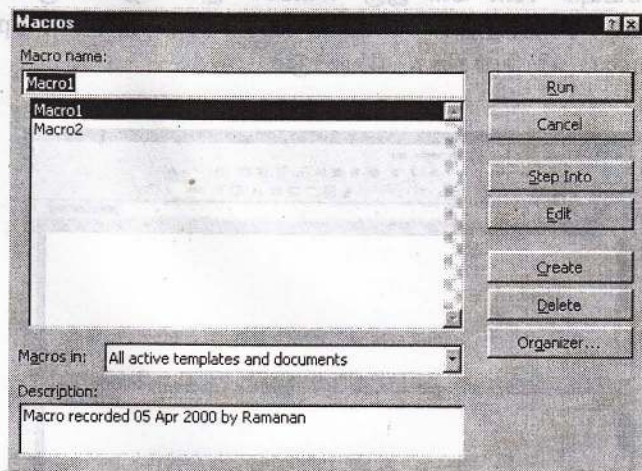 Macros
Macro name:
Macro1
Macro1
Macro2
Run
Cancel
Step Into
Edit
Create
Delete
Organizer...
Macros in: All active templates and documents
Description:
Macro recorded 05 Apr 2000 by Ramanan